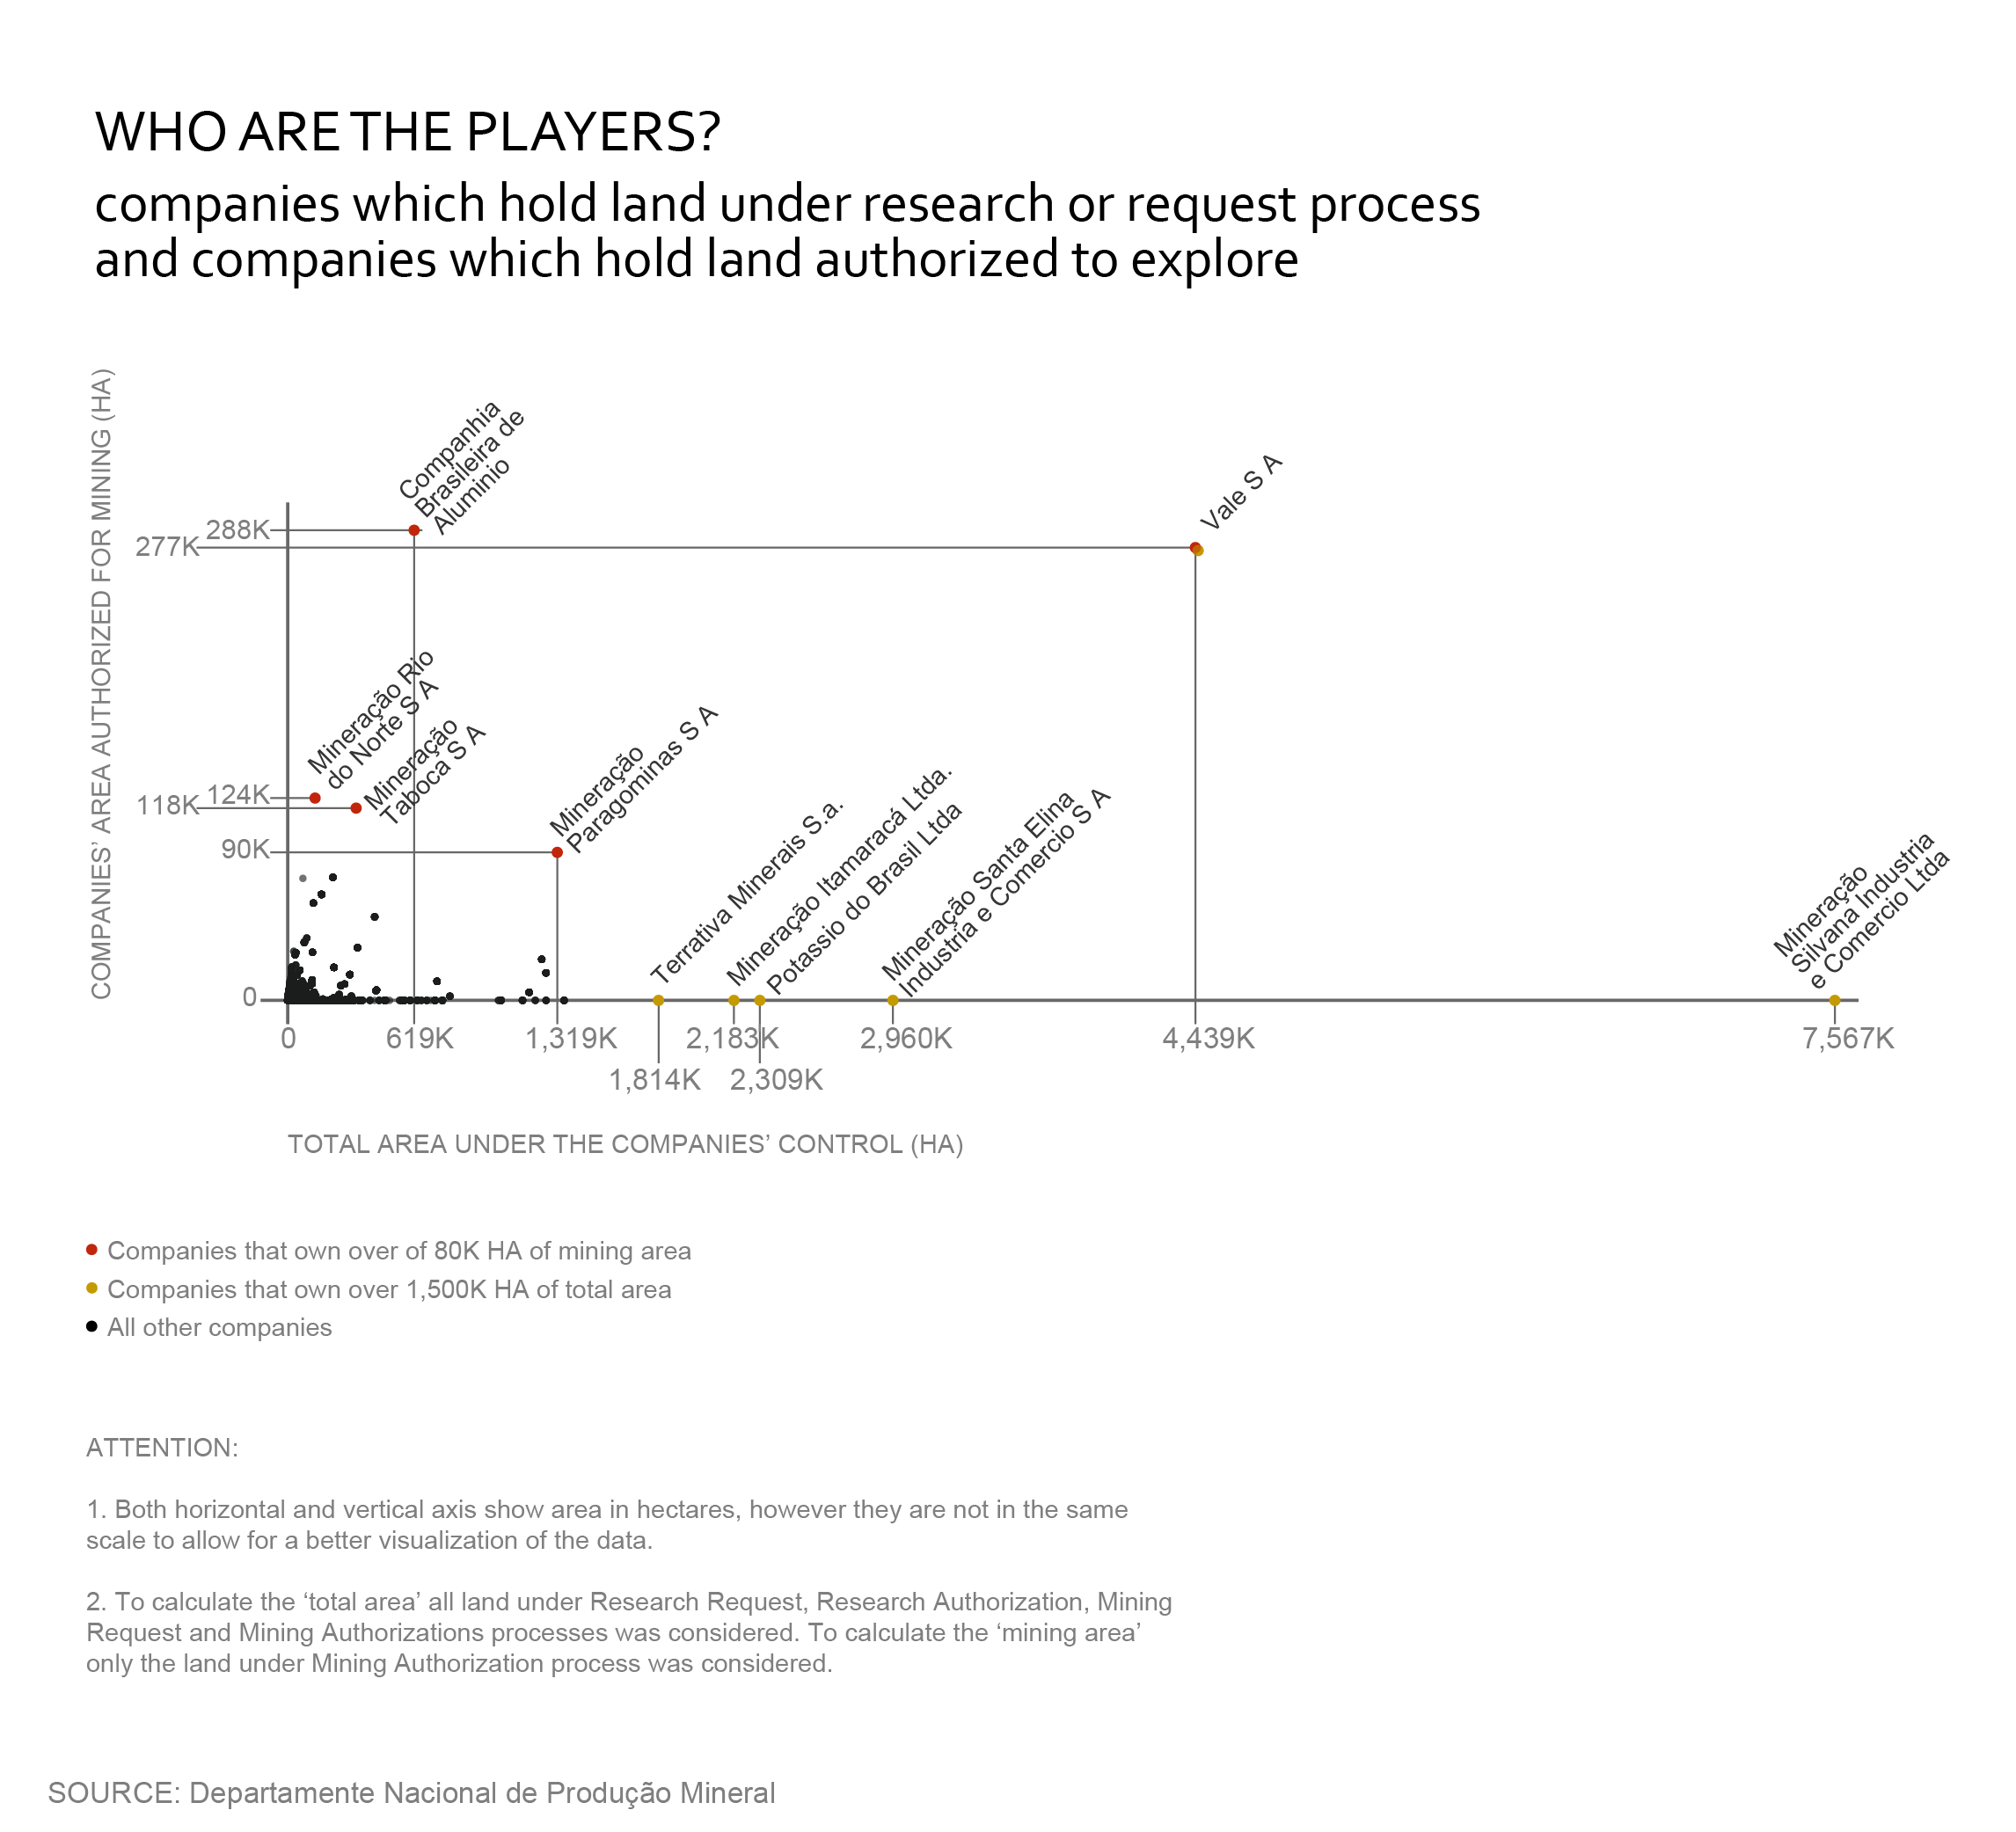 WHO ARE THE PLAYERS?
companies which hold land under research or request process
and companies which hold land authorized to explore
COMPANIES’ AREA AUTHORIZED FOR MINING (HA)
Companhia
Brasileira de
Aluminio
Vale S A
288K
277K
Mineração Rio
do Norte S A
Mineração
Taboca S A
124K
118K
Mineração
Paragominas S A
90K
Terrativa Minerais S.a.
Mineração Itamaracá Ltda.
Potassio do Brasil Ltda
Mineração Santa Elina
Industria e Comercio S A
Mineração
Silvana Industria
e Comercio Ltda
0
0
619K
1,319K
2,183K
2,960K
4,439K
7,567K
1,814K
2,309K
TOTAL AREA UNDER THE COMPANIES’ CONTROL (HA)
Companies that own over of 80K HA of mining area
Companies that own over 1,500K HA of total area
All other companies
ATTENTION:
1. Both horizontal and vertical axis show area in hectares, however they are not in the same
scale to allow for a better visualization of the data.
2. To calculate the ‘total area’ all land under Research Request, Research Authorization, Mining
Request and Mining Authorizations processes was considered. To calculate the ‘mining area’
only the land under Mining Authorization process was considered.
SOURCE: Departamente Nacional de Produção Mineral